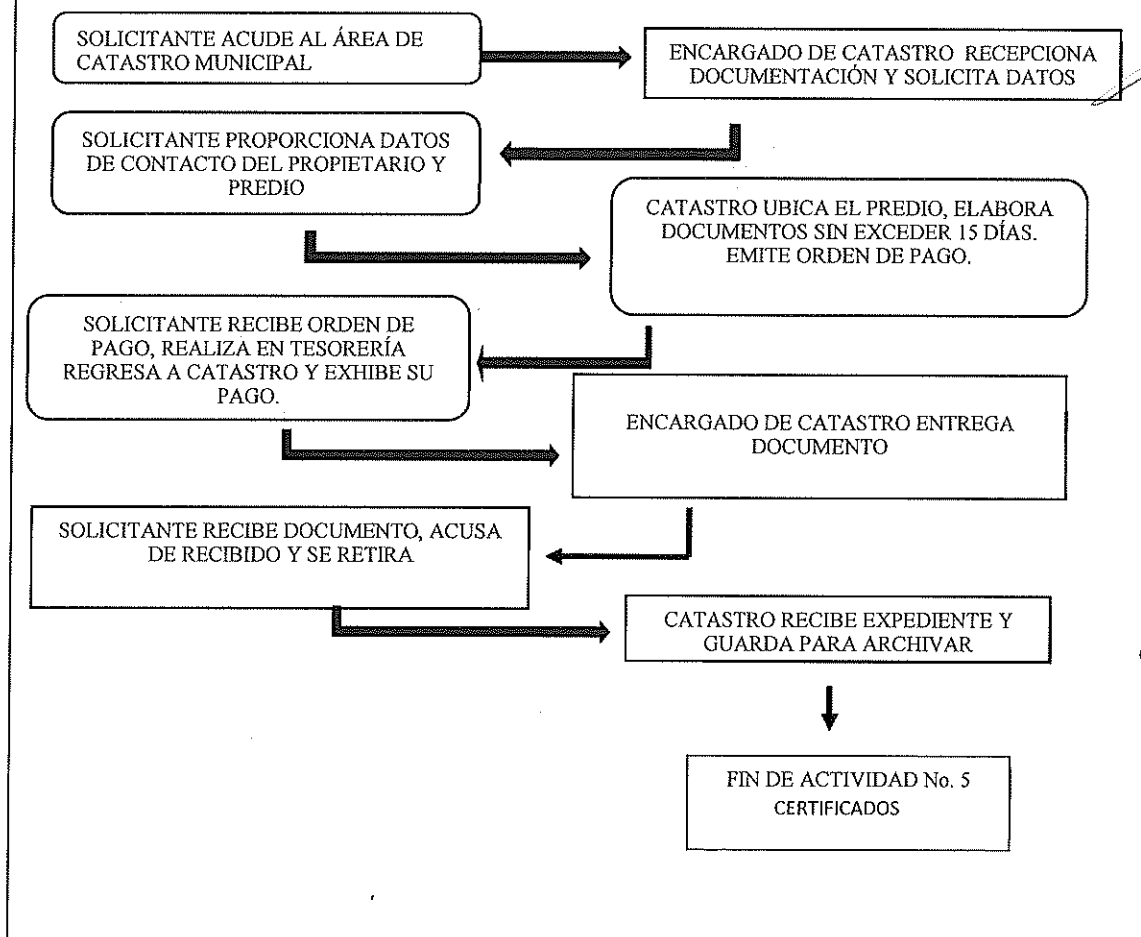 SOLICITANTE ACUDE AL ÁREA DE
CATASTRO MUNICIPAL
ENCARGADO DE CATASTRO RECEPCIONA
DOCUMENTACIÓN Y SOLICITA DATOS
SOLICITANTE PROPORCIONA DATOS
DE CONTACTO DEL PROPIETARIO Y
PREDIO
CATASTRO UBICA EL PREDIO, ELABORA
DOCUMENTOS SIN EXCEDER 15 DÍAS.
EMITE ORDEN DE PAGO.
SOLICITANTE RECIBE ORDEN DE
PAGO, REALIZA EN TESORERÍA
REGRESA A CATASTRO Y EXHIBE SU
PAGO.
ENCARGADO DE CATASTRO ENTREGA
DOCUMENTO
SOLICITANTE RECIBE DOCUMENTO, ACUSA
DE RECIBIDO Y SE RETIRA
CATASTRO RECIBE EXPEDIENTE Y
GUARDA PARA ARCHIVAR
FIN DE ACTIVIDAD No. 5
CERTIFICADOS